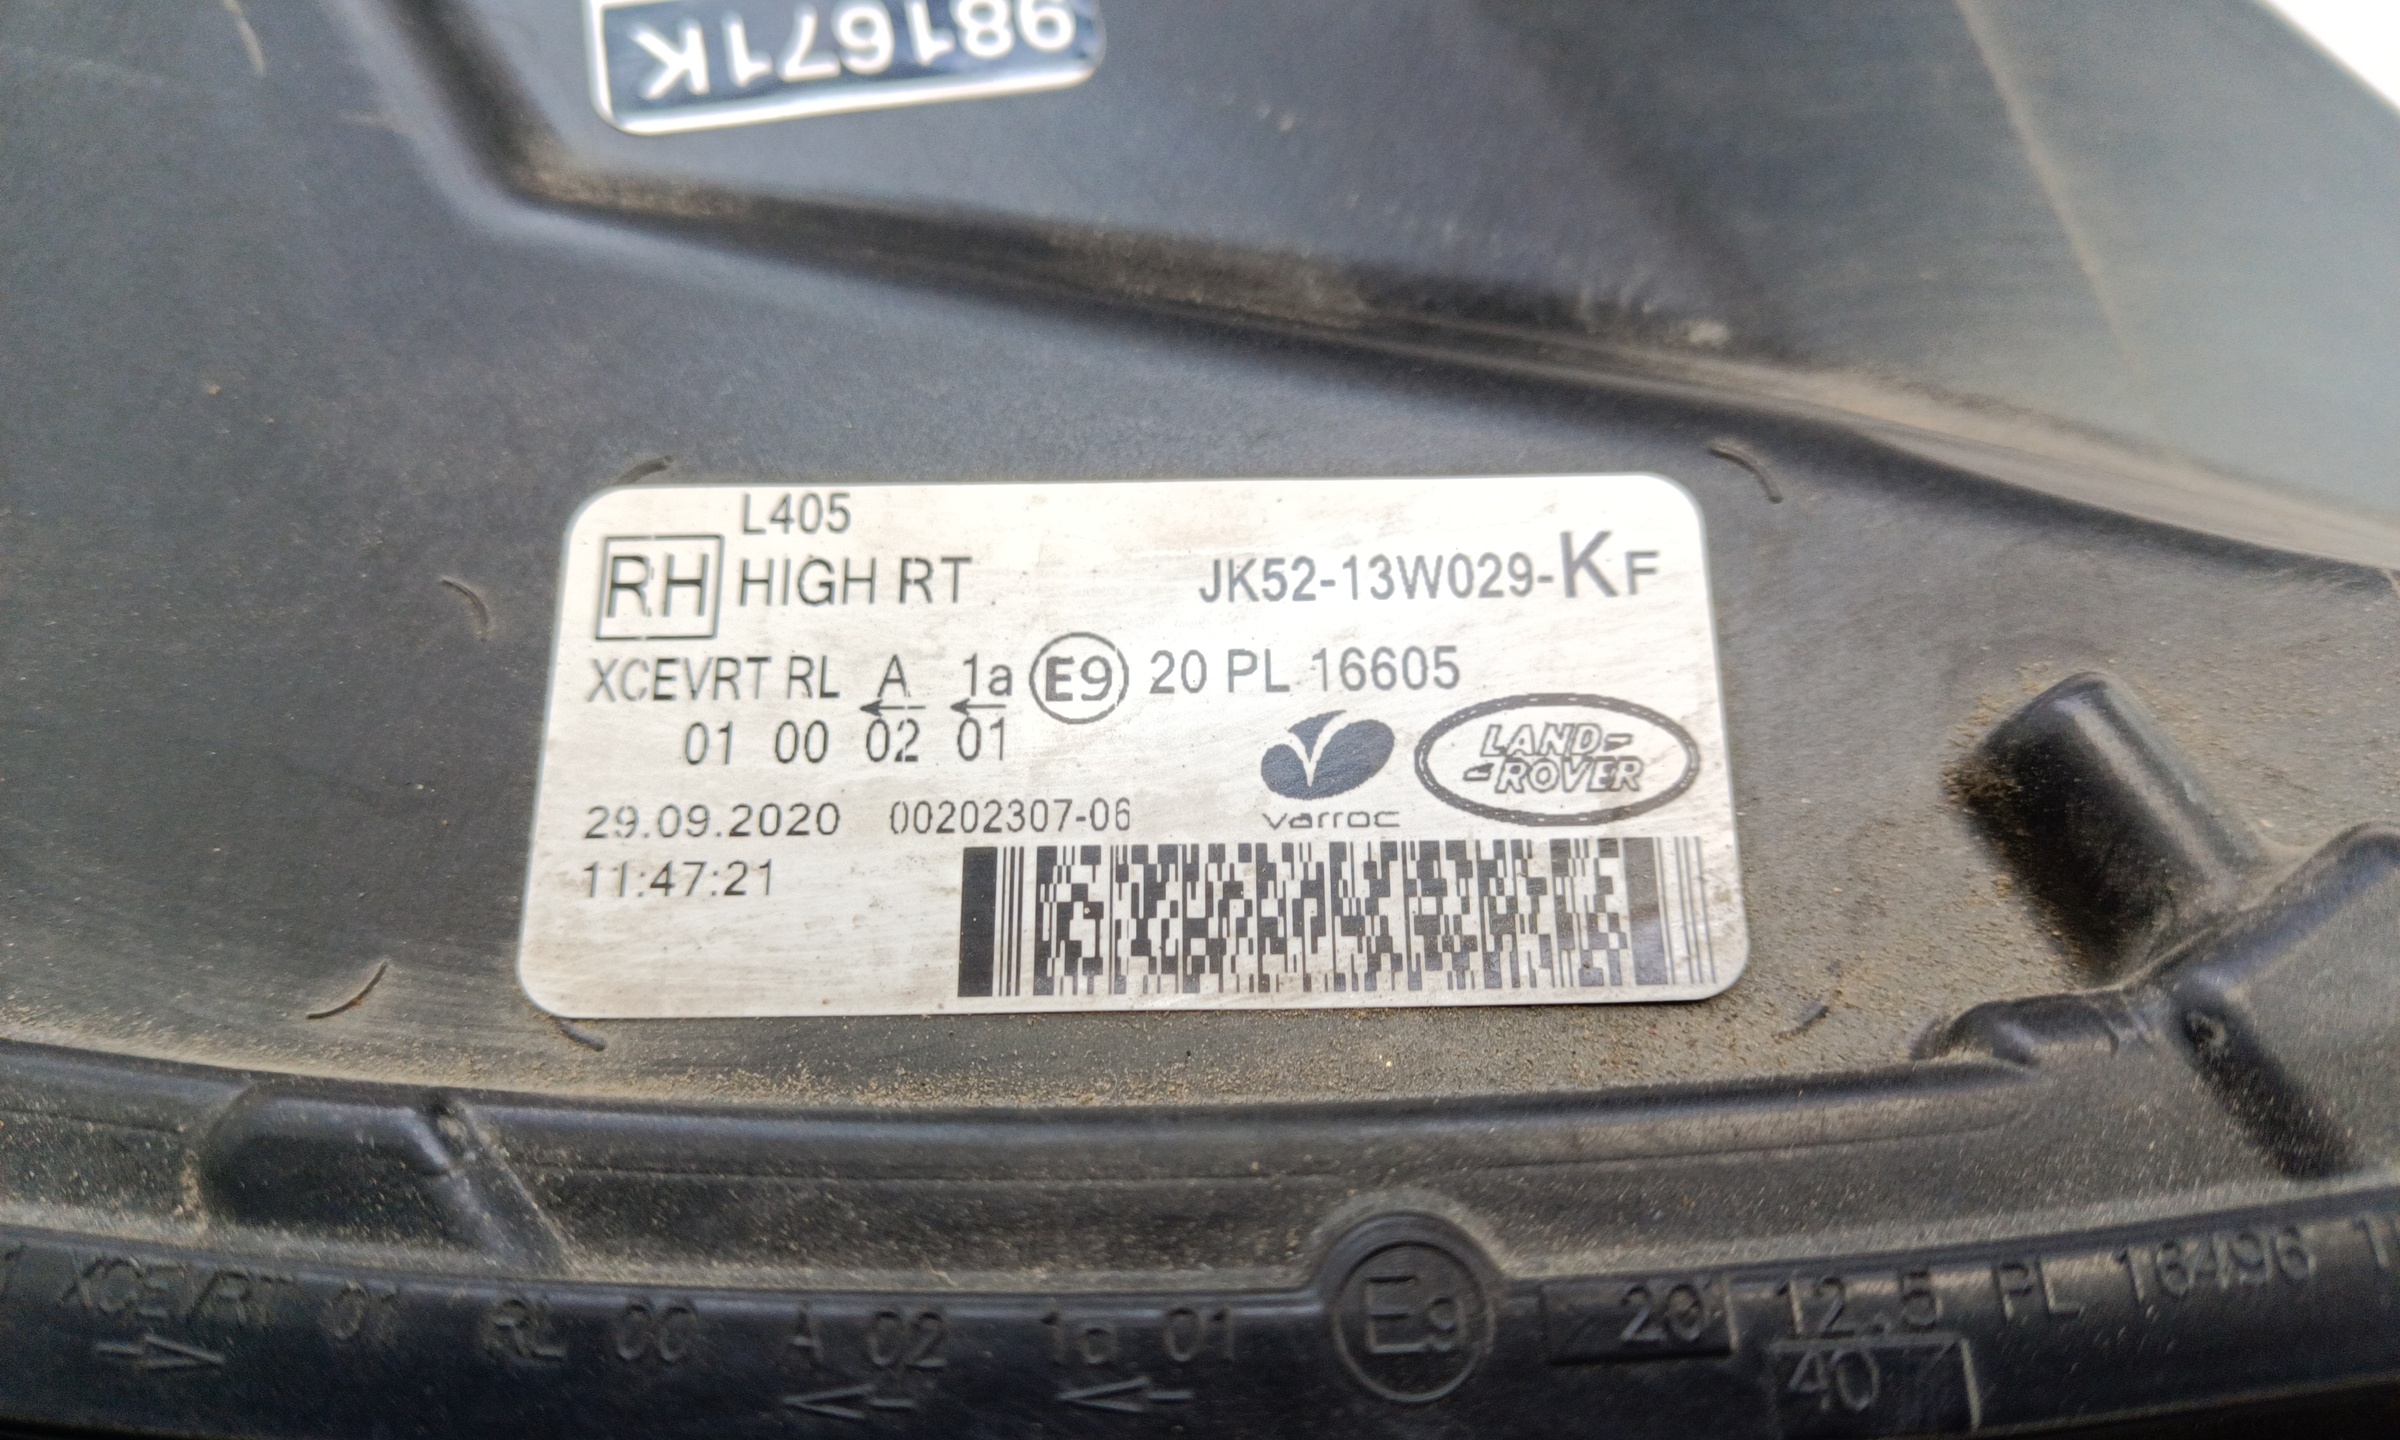 981671K
L405
RH HIGH RT JK52-13W029-KF
XCEVRT RL A 1a E9 20 PL 16605
01 00 02 01
varroc LAND-
-ROVER
29.09.2020 00202307-06
11:47:21
XCEVRT 01 RL 00 A 02 1a 01 E9 20 12.5 PL 16496
40